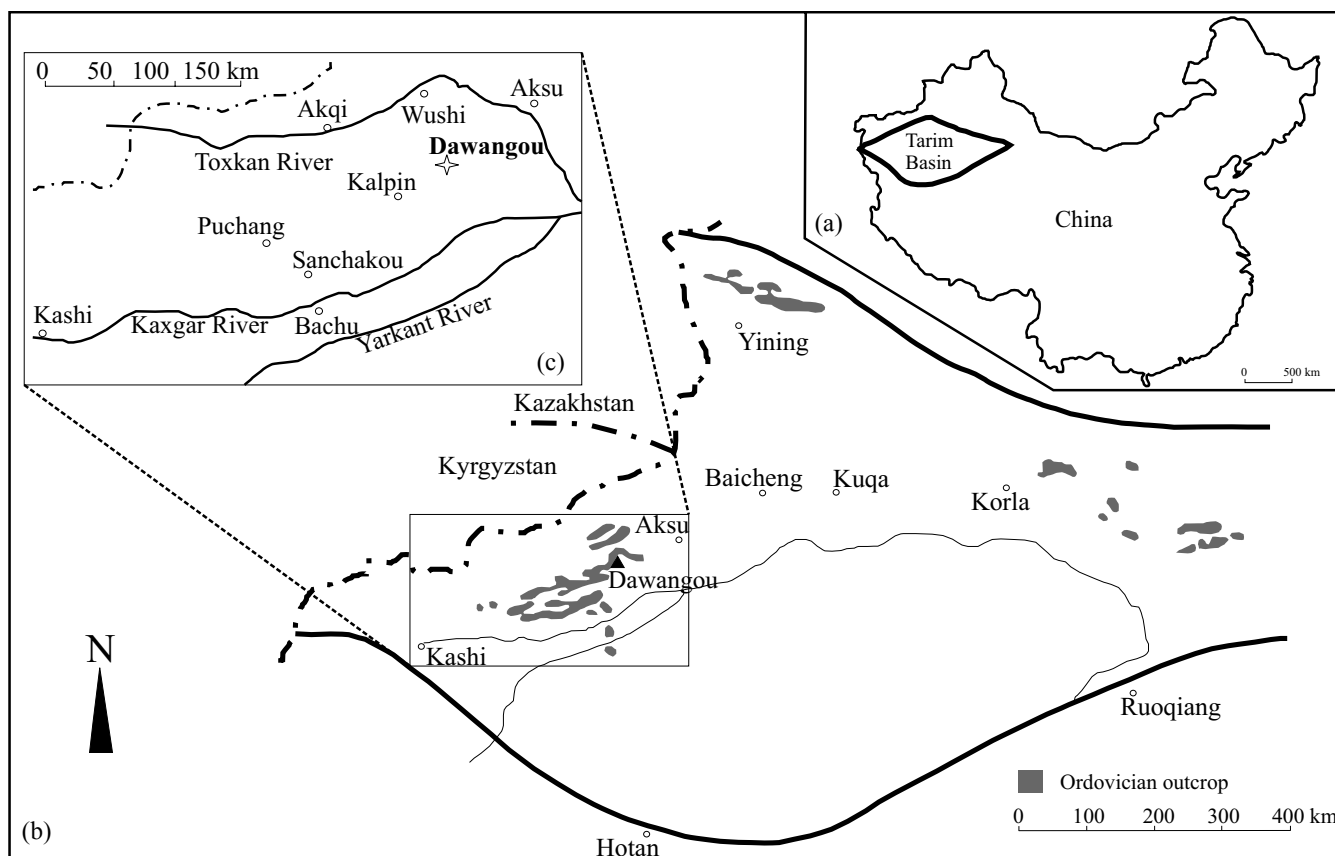 0 50 100 150 km
Aksu
Akqi
Wushi
Toxkan River
Dawangou
Kalpin
Puchang
Sanchakou
Kashi
Kaxgar River
Bachu
Yarkant River
(c)
Tarim
Basin
China
(a)
0 500 km
Yining
Kazakhstan
Kyrgyzstan
Baicheng
Kuqa
Korla
Aksu
Dawangou
Kashi
N
Ruoqiang
Ordovician outcrop
0 100 200 300 400 km
(b)
Hotan